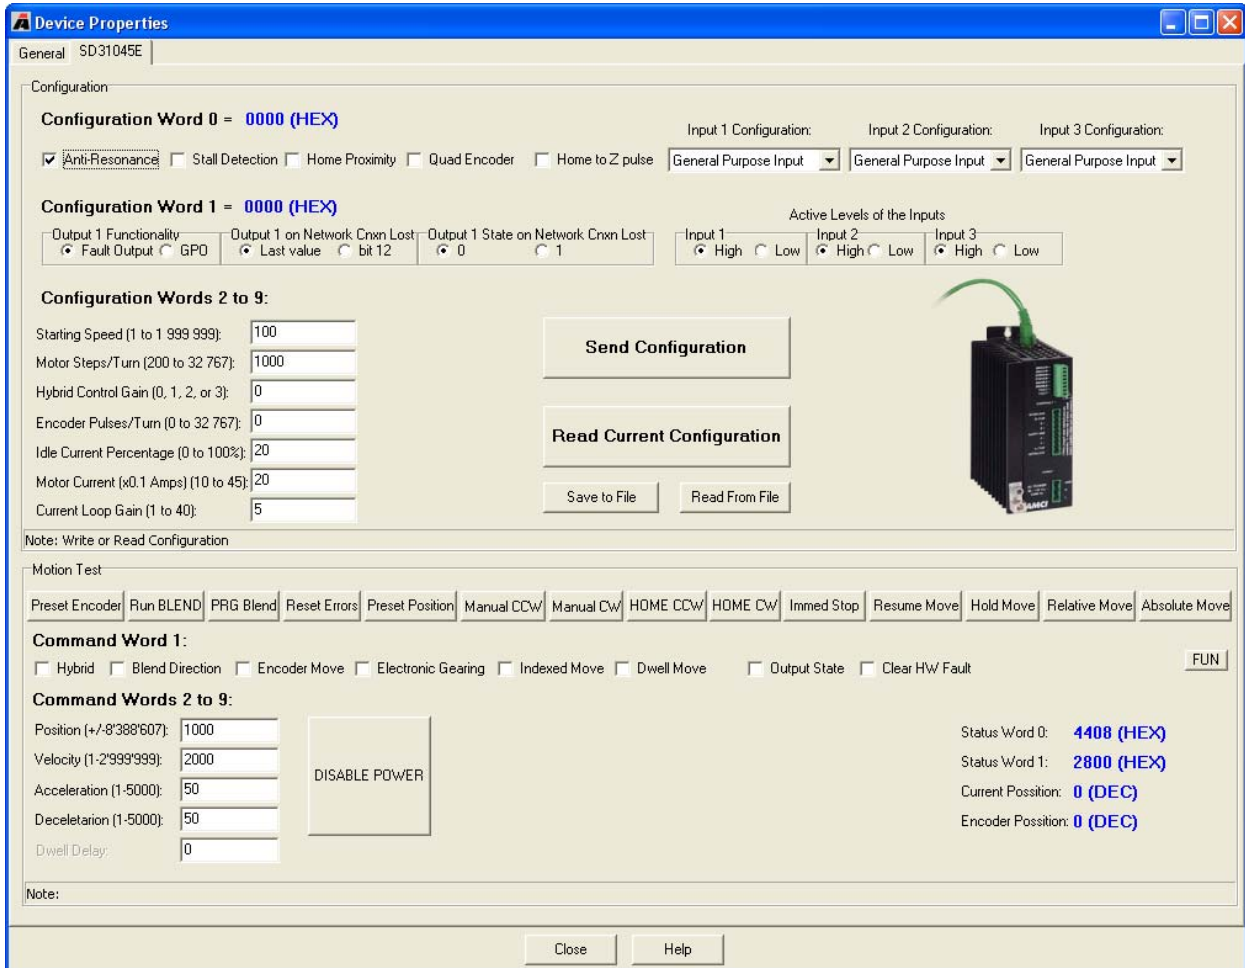 Device Properties
General SD31045E
Configuration
Configuration Word 0 = 0000 (HEX)
Input 1 Configuration: Input 2 Configuration: Input 3 Configuration:
Anti-Resonance Stall Detection Home Proximity Quad Encoder Home to Z pulse General Purpose Input General Purpose Input General Purpose Input
Configuration Word 1 = 0000 (HEX)
Active Levels of the Inputs
Output 1 Functionality Output 1 on Network Cnxn Lost Output 1 State on Network Cnxn Lost Input 1 Input 2 Input 3
Fault Output GPO Last value bit 12 0 1 High Low High Low High Low
Configuration Words 2 to 9:
Starting Speed (1 to 1 999 999): 100
Motor Steps/Turn (200 to 32 767): 1000
Hybrid Control Gain (0, 1, 2, or 3): 0
Encoder Pulses/Turn (0 to 32 767): 0
Idle Current Percentage (0 to 100%): 20
Motor Current (x0.1 Amps) (10 to 45): 20
Current Loop Gain (1 to 40): 5
Send Configuration
Read Current Configuration
Save to File Read From File
AMCI
Note: Write or Read Configuration
Motion Test
Preset Encoder Run BLEND PRG Blend Reset Errors Preset Position Manual CCW Manual CW HOME CCW HOME CW Immed Stop Resume Move Hold Move Relative Move Absolute Move
Command Word 1:
Hybrid Blend Direction Encoder Move Electronic Gearing Indexed Move Dwell Move Output State Clear HW Fault FUN
Command Words 2 to 9:
Position (+/-8'388'607): 1000
Velocity (1-2'999'999): 2000
Acceleration (1-5000): 50
Deceletarion (1-5000): 50
Dwell Delay: 0
DISABLE POWER
Status Word 0: 4408 (HEX)
Status Word 1: 2800 (HEX)
Current Possition: 0 (DEC)
Encoder Possition: 0 (DEC)
Note:
Close Help